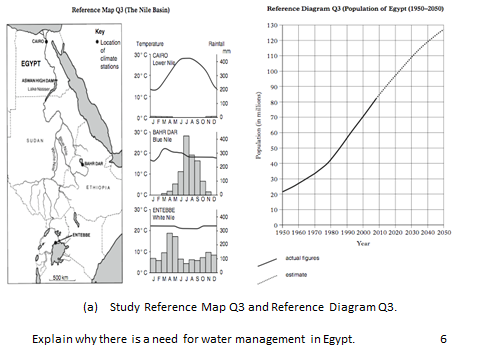 Reference Map Q3 (The Nile Basin)
Reference Diagram Q3 (Population of Egypt (1950–2050)
Key
Location
of
climate
stations
CAIRO
EGYPT
ASWAN HIGH DAM
Lake Nasser
SUDAN
BAHR DAR
ETHIOPIA
ENTEBBE
500 km
Temperature
Rainfall
mm
30°C
CAIRO
Lower Nile
400
20°C
300
200
10°C
100
0°C
0
J F M A M J J A S O N D
30°C
BAHR DAR
Blue Nile
400
20°C
300
200
10°C
100
0°C
0
J F M A M J J A S O N D
30°C
ENTEBBE
White Nile
400
20°C
300
200
10°C
100
0°C
0
J F M A M J J A S O N D
Population (in millions)
130
120
110
100
90
80
70
60
50
40
30
20
10
0
1950 1960 1970 1980 1990 2000 2010 2020 2030 2040 2050
Year
actual figures
estimate
(a) Study Reference Map Q3 and Reference Diagram Q3.
Explain why there is a need for water management in Egypt. 6